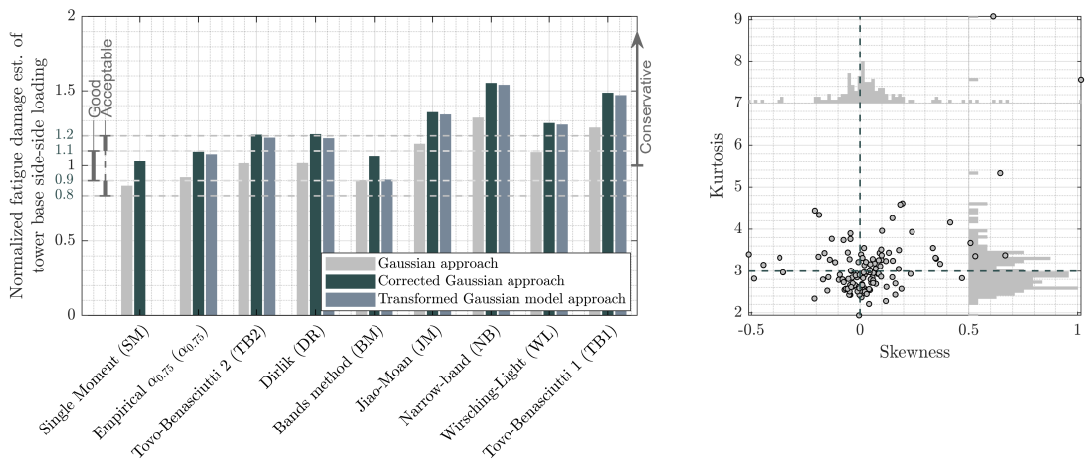 Normalized fatigue damage est. of
tower base side-side loading
2
1.5
1.2
1.1
1
0.9
0.8
0.5
0
Good
Acceptable
Conservative
Gaussian approach
Corrected Gaussian approach
Transformed Gaussian model approach
Single Moment (SM)
Empirical α0.75 (α0.75)
Tovo-Benasciutti 2 (TB2)
Dirlik (DR)
Bands method (BM)
Jiao-Moan (JM)
Narrow-band (NB)
Wirsching-Light (WL)
Tovo-Benasciutti 1 (TB1)
Kurtosis
9
8
7
6
5
4
3
2
-0.5
0
0.5
1
Skewness